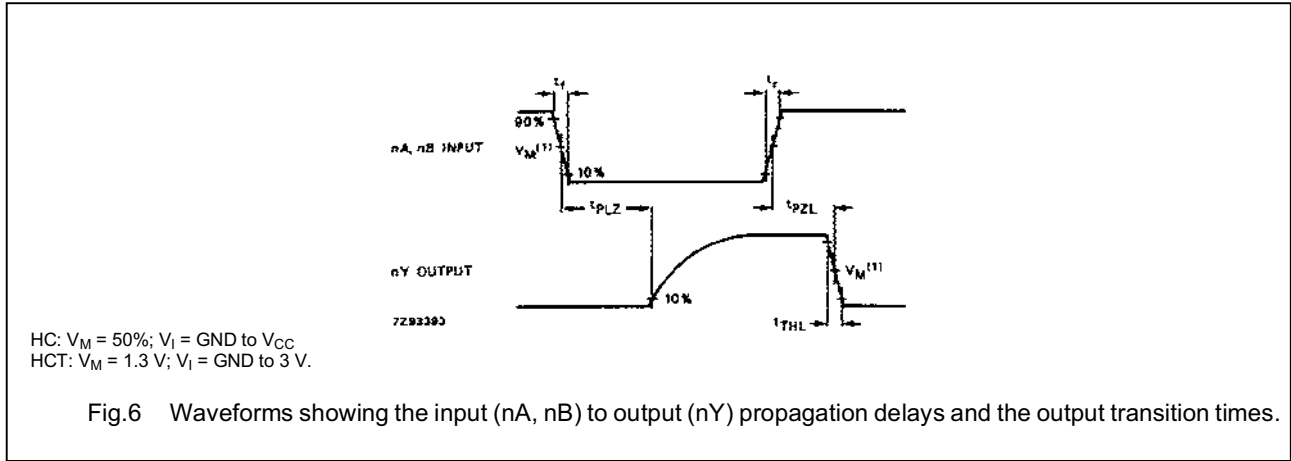 tf tr
90%
nA, nB INPUT VM(1)
10%
tPLZ tPZL
nY OUTPUT VM(1)
10%
7Z93393
tTHL
HC: VM = 50%; VI = GND to VCC
HCT: VM = 1.3 V; VI = GND to 3 V.
Fig.6 Waveforms showing the input (nA, nB) to output (nY) propagation delays and the output transition times.